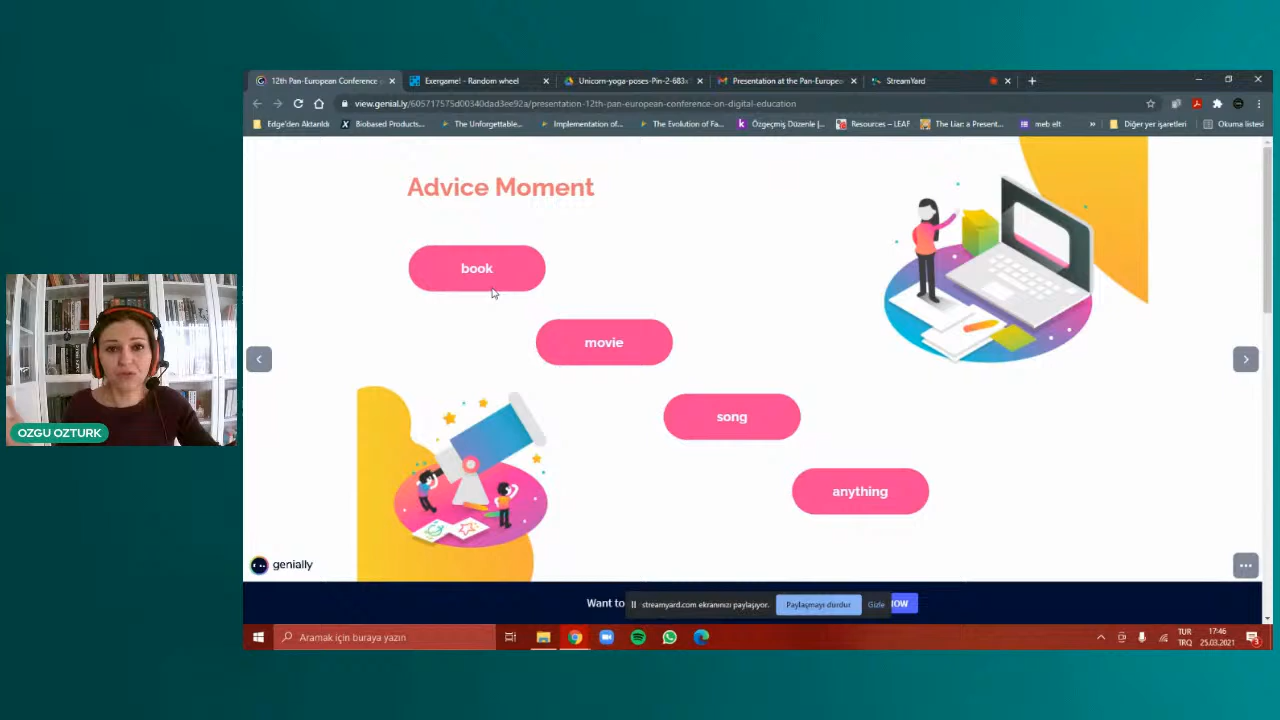 12th Pan-European Conference
Exergame! - Random wheel
Unicorn-yoga-poses-Pin-2-683x
Presentation at the Pan-Europe
StreamYard
view.genial.ly/605717575d00340dad3ee92a/presentation-12th-pan-european-conference-on-digital-education
Edge'den Aktarıldı
Biobased Products...
The Unforgettable...
Implementation of...
The Evolution of Fa...
Özgeçmiş Düzenle |...
Resources – LEAF
The Liar: a Present...
meb elt
»
Diğer yer işaretleri
Okuma listesi
Advice Moment
book
movie
song
anything
OZGU OZTURK
genially
Want to
streamyard.com ekranınızı paylaşıyor.
Paylaşmayı durdur
Gizle
OW
Aramak için buraya yazın
TUR
TRQ
17:46
25.03.2021
3